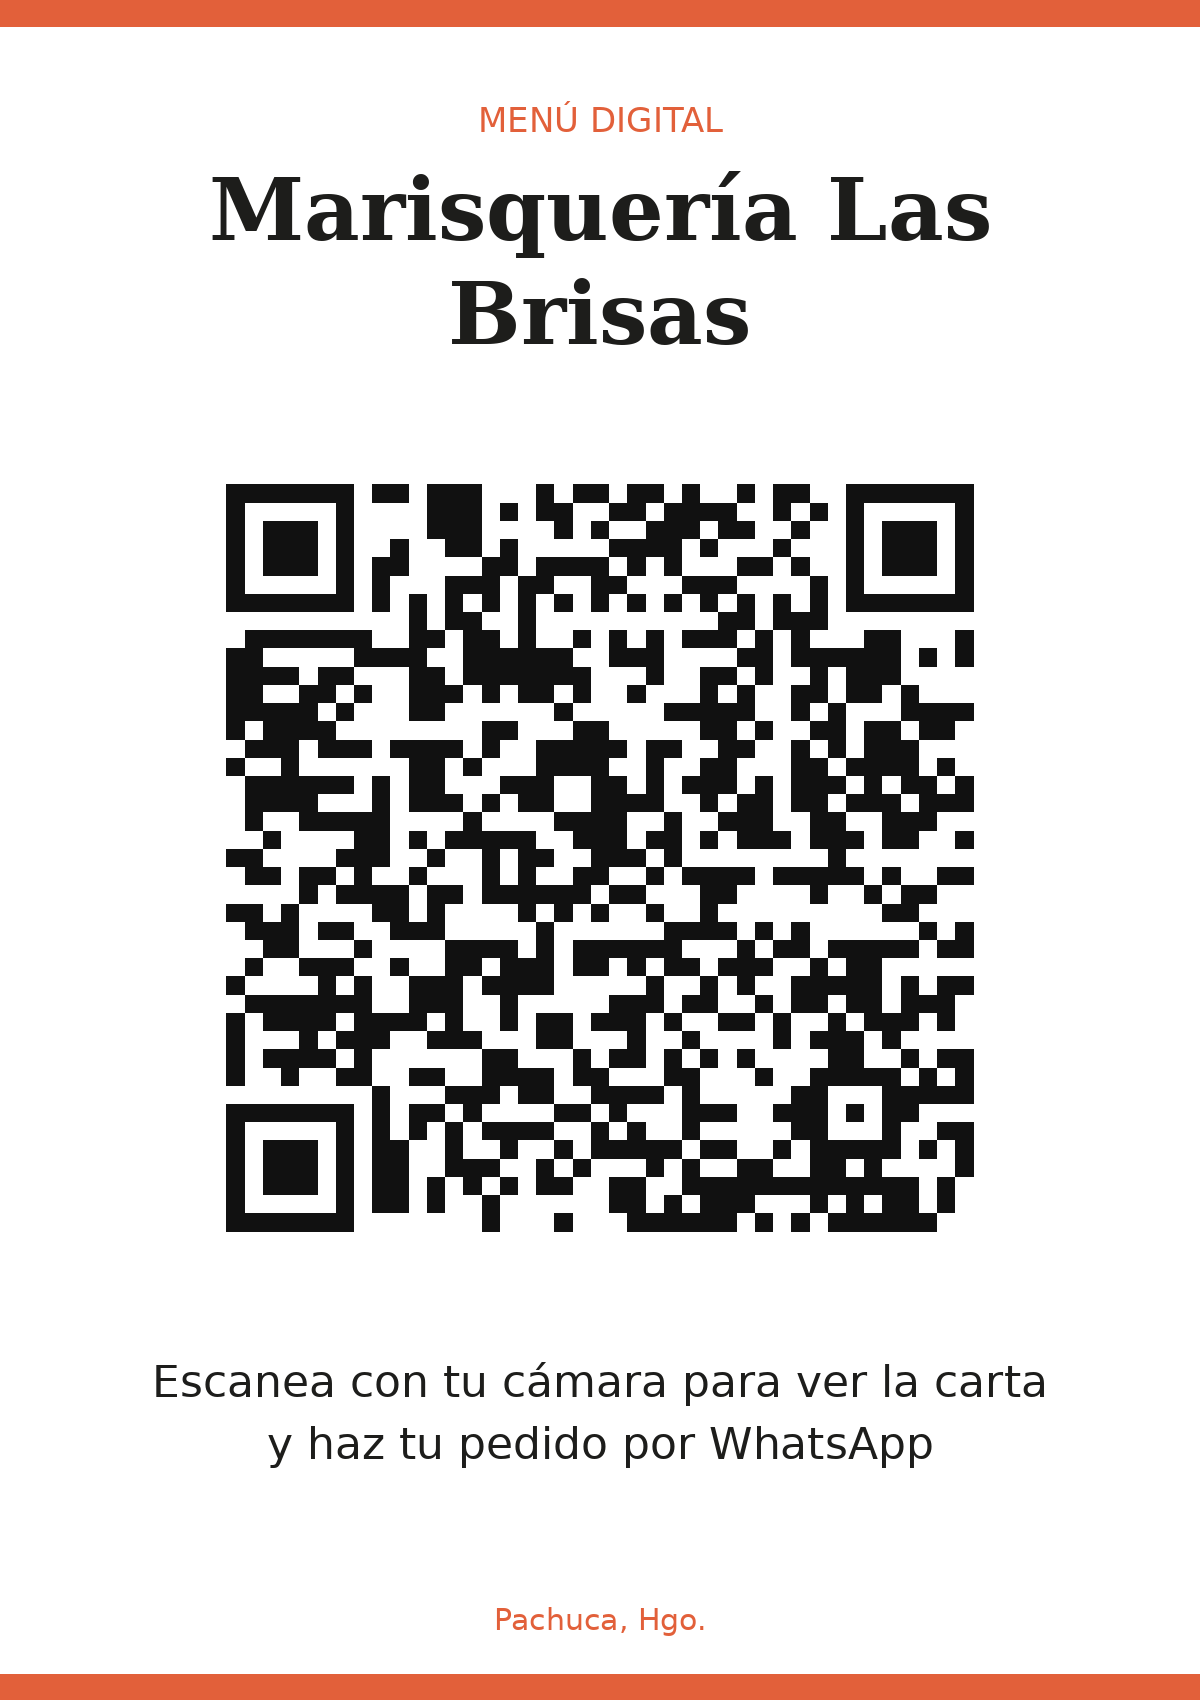 MENÚ DIGITAL
Marisquería Las
Brisas
Escanea con tu cámara para ver la carta
y haz tu pedido por WhatsApp
Pachuca, Hgo.